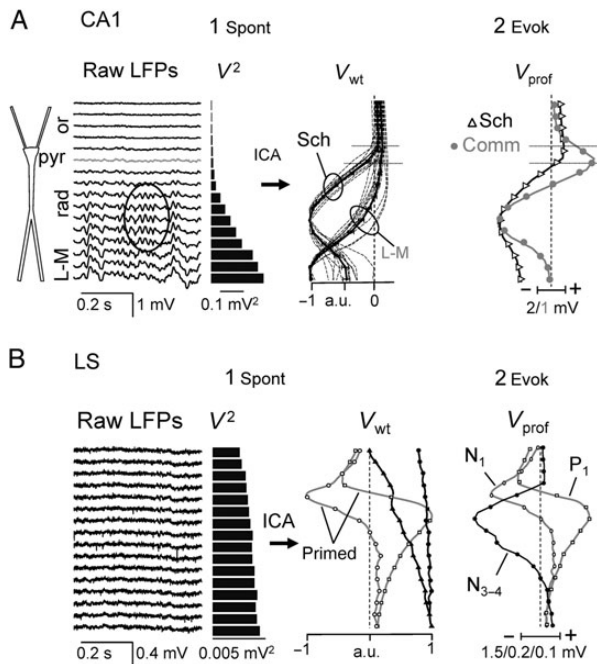 A
CA1
1 Spont
2 Evok
Raw LFPs
V²
Vwt
Vprof
or
pyr
rad
L-M
ICA
Sch
L-M
△Sch
● Comm
0.2 s
1 mV
0.1 mV²
−1
a.u.
0
− +
2/1 mV
B
LS
1 Spont
2 Evok
Raw LFPs
V²
Vwt
Vprof
ICA
Primed
N1
P1
N3–4
0.2 s
0.4 mV
0.005 mV²
−1
0
1
a.u.
− +
1.5/0.2/0.1 mV